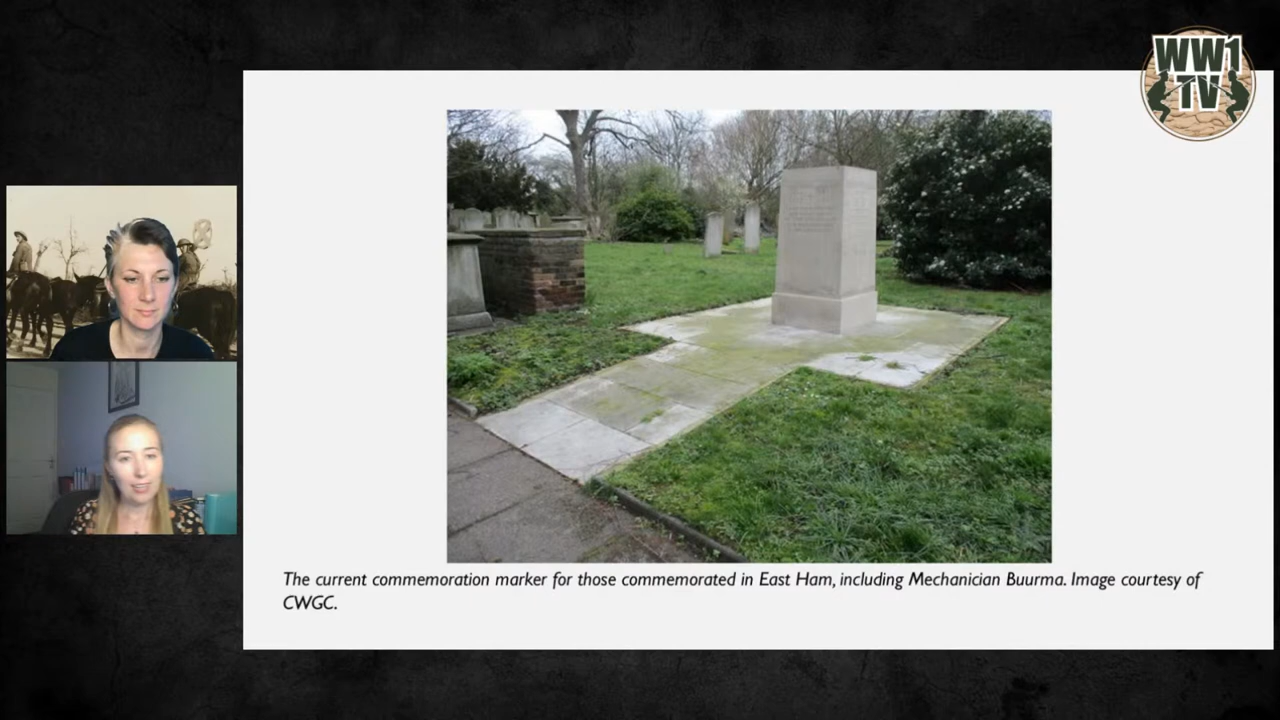 WW1
TV
The current commemoration marker for those commemorated in East Ham, including Mechanician Buurma. Image courtesy of
CWGC.